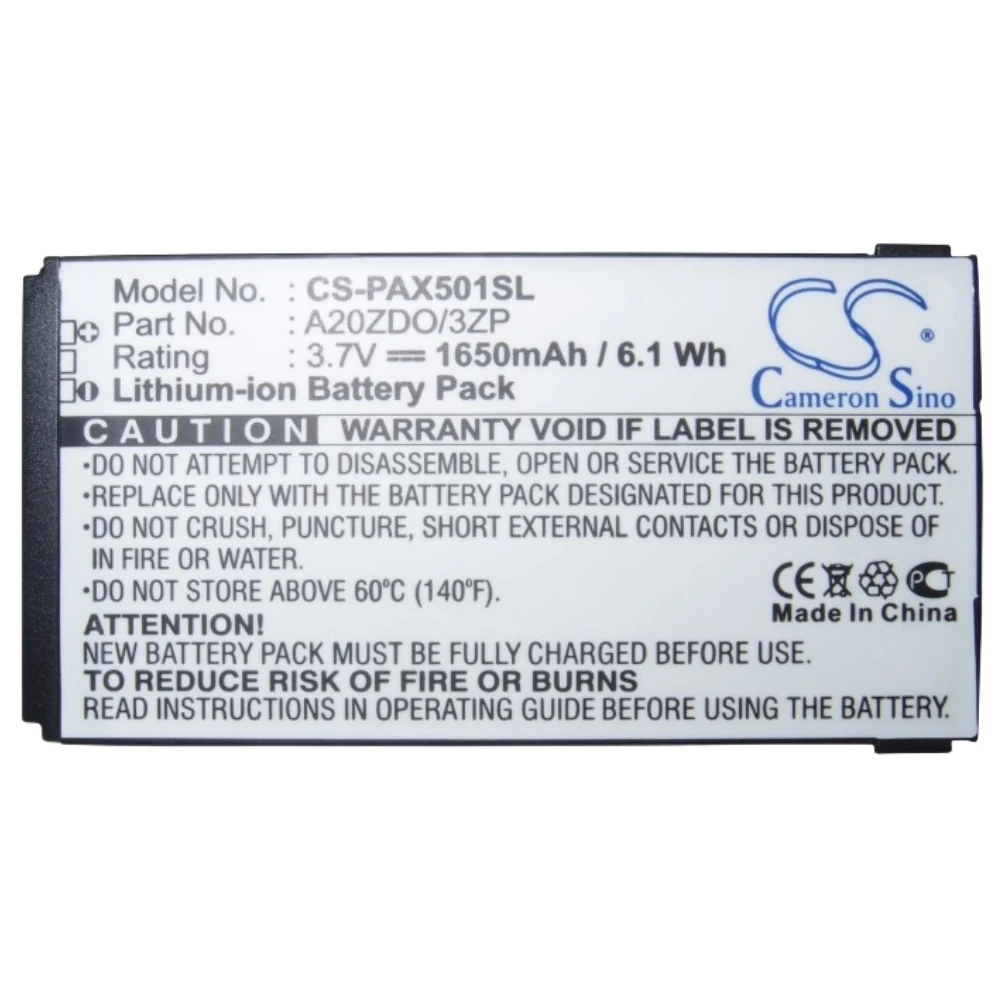 Model No. : CS-PAX501SL
Part No. : A20ZDO/3ZP
Rating : 3.7V 1650mAh / 6.1 Wh
Lithium-ion Battery Pack
CS
®
Cameron Sino
CAUTION WARRANTY VOID IF LABEL IS REMOVED
•DO NOT ATTEMPT TO DISASSEMBLE, OPEN OR SERVICE THE BATTERY PACK.
•REPLACE ONLY WITH THE BATTERY PACK DESIGNATED FOR THIS PRODUCT.
•DO NOT CRUSH, PUNCTURE, SHORT EXTERNAL CONTACTS OR DISPOSE OF
IN FIRE OR WATER.
•DO NOT STORE ABOVE 60°C (140°F).
CE PCT
Made In China
ATTENTION!
NEW BATTERY PACK MUST BE FULLY CHARGED BEFORE USE.
TO REDUCE RISK OF FIRE OR BURNS
READ INSTRUCTIONS IN OPERATING GUIDE BEFORE USING THE BATTERY.